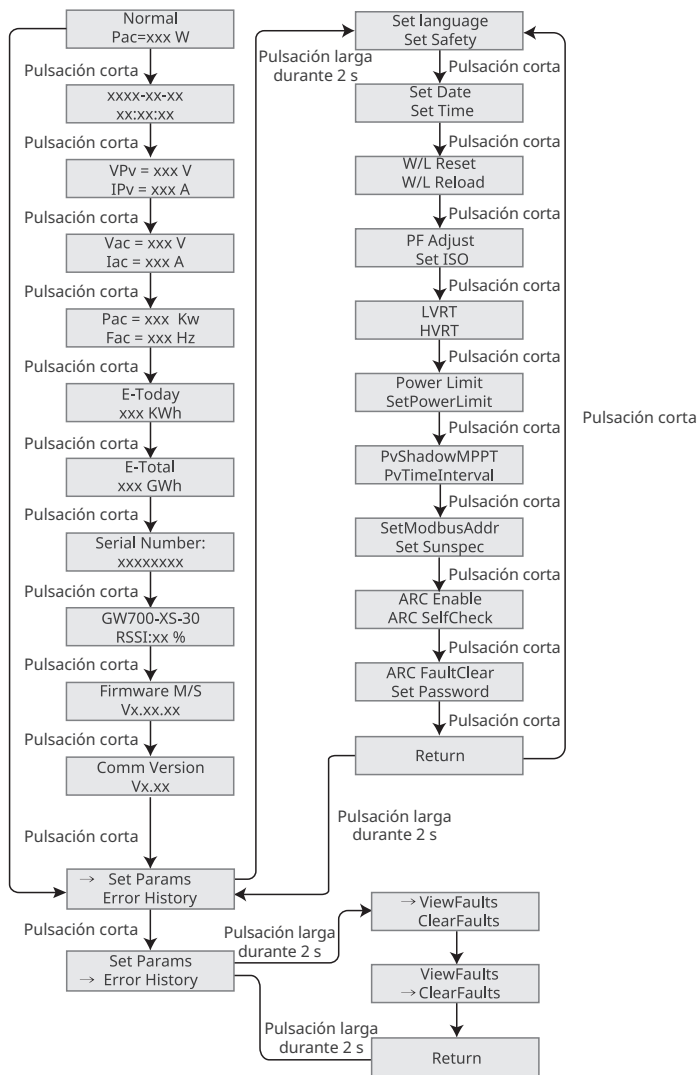 Normal
Pac=xxx W
Pulsación corta
xxxx-xx-xx
xx:xx:xx
Pulsación corta
VPv = xxx V
IPv = xxx A
Pulsación corta
Vac = xxx V
Iac = xxx A
Pulsación corta
Pac = xxx Kw
Fac = xxx Hz
Pulsación corta
E-Today
xxx KWh
Pulsación corta
E-Total
xxx GWh
Pulsación corta
Serial Number:
xxxxxxxx
Pulsación corta
GW700-XS-30
RSSI:xx %
Pulsación corta
Firmware M/S
Vx.xx.xx
Pulsación corta
Comm Version
Vx.xx
Pulsación corta
→ Set Params
Error History
Pulsación corta
Set Params
→ Error History
Pulsación larga
durante 2 s
Set language
Set Safety
Pulsación corta
Set Date
Set Time
Pulsación corta
W/L Reset
W/L Reload
Pulsación corta
PF Adjust
Set ISO
Pulsación corta
LVRT
HVRT
Pulsación corta
Power Limit
SetPowerLimit
Pulsación corta
PvShadowMPPT
PvTimeInterval
Pulsación corta
SetModbusAddr
Set Sunspec
Pulsación corta
ARC Enable
ARC SelfCheck
Pulsación corta
ARC FaultClear
Set Password
Pulsación corta
Return
Pulsación corta
Pulsación larga
durante 2 s
Pulsación larga
durante 2 s
→ ViewFaults
ClearFaults
ViewFaults
→ClearFaults
Pulsación larga
durante 2 s
Return